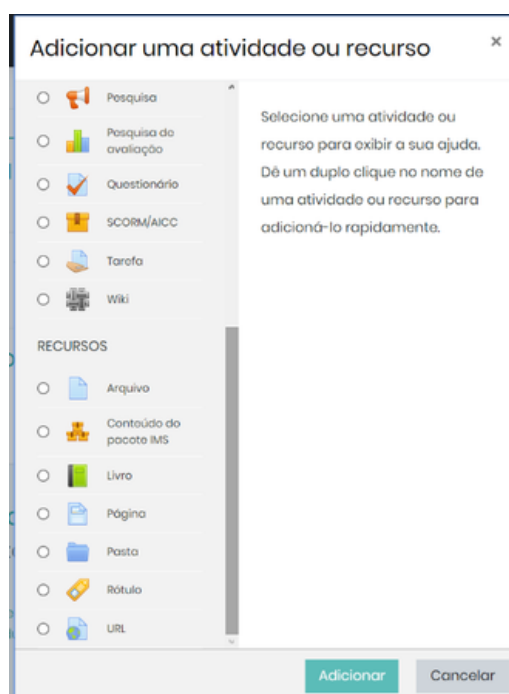 Adicionar uma atividade ou recurso
×
Pesquisa
Pesquisa de
avaliação
Questionário
SCORM/AICC
Tarefa
Wiki
RECURSOS
Arquivo
Conteúdo do
pacote IMS
Livro
Página
Pasta
Rótulo
URL
Selecione uma atividade ou
recurso para exibir a sua ajuda.
Dê um duplo clique no nome de
uma atividade ou recurso para
adicioná-lo rapidamente.
Adicionar
Cancelar